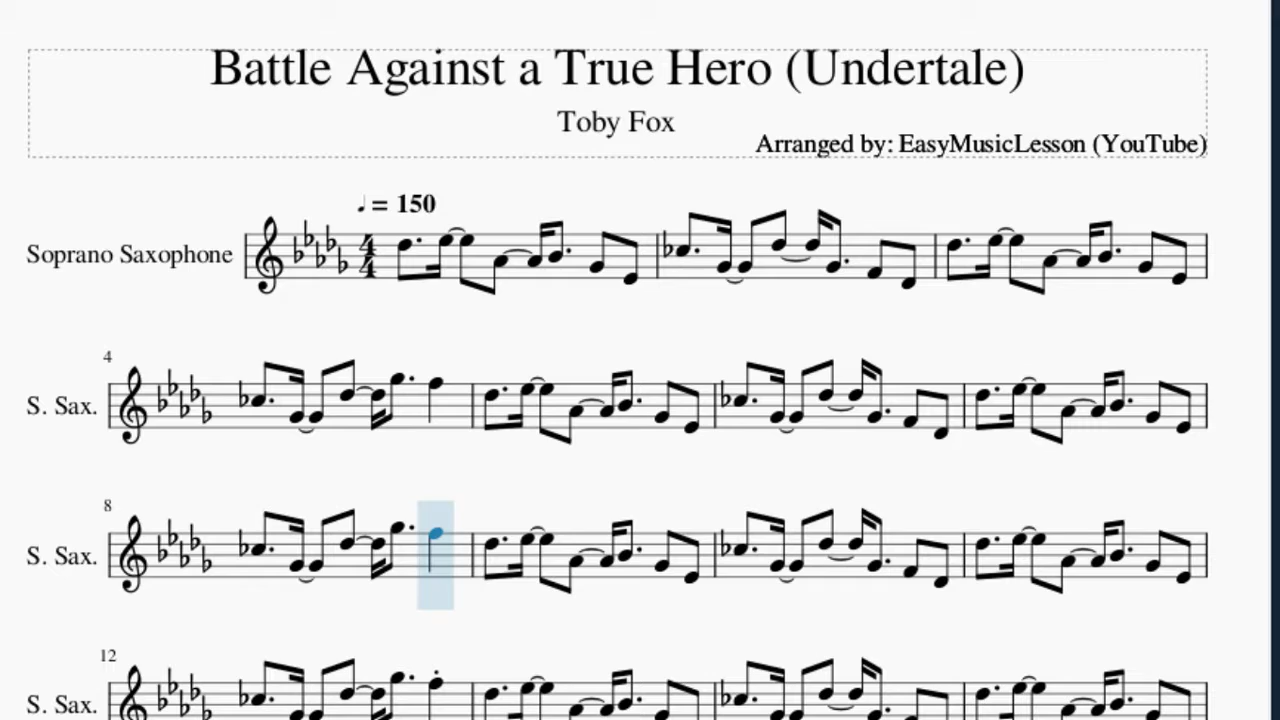 Battle Against a True Hero (Undertale)
Toby Fox
Arranged by: EasyMusicLesson (YouTube)
♩ = 150
Soprano Saxophone
4
4
4
S. Sax.
8
S. Sax.
12
S. Sax.